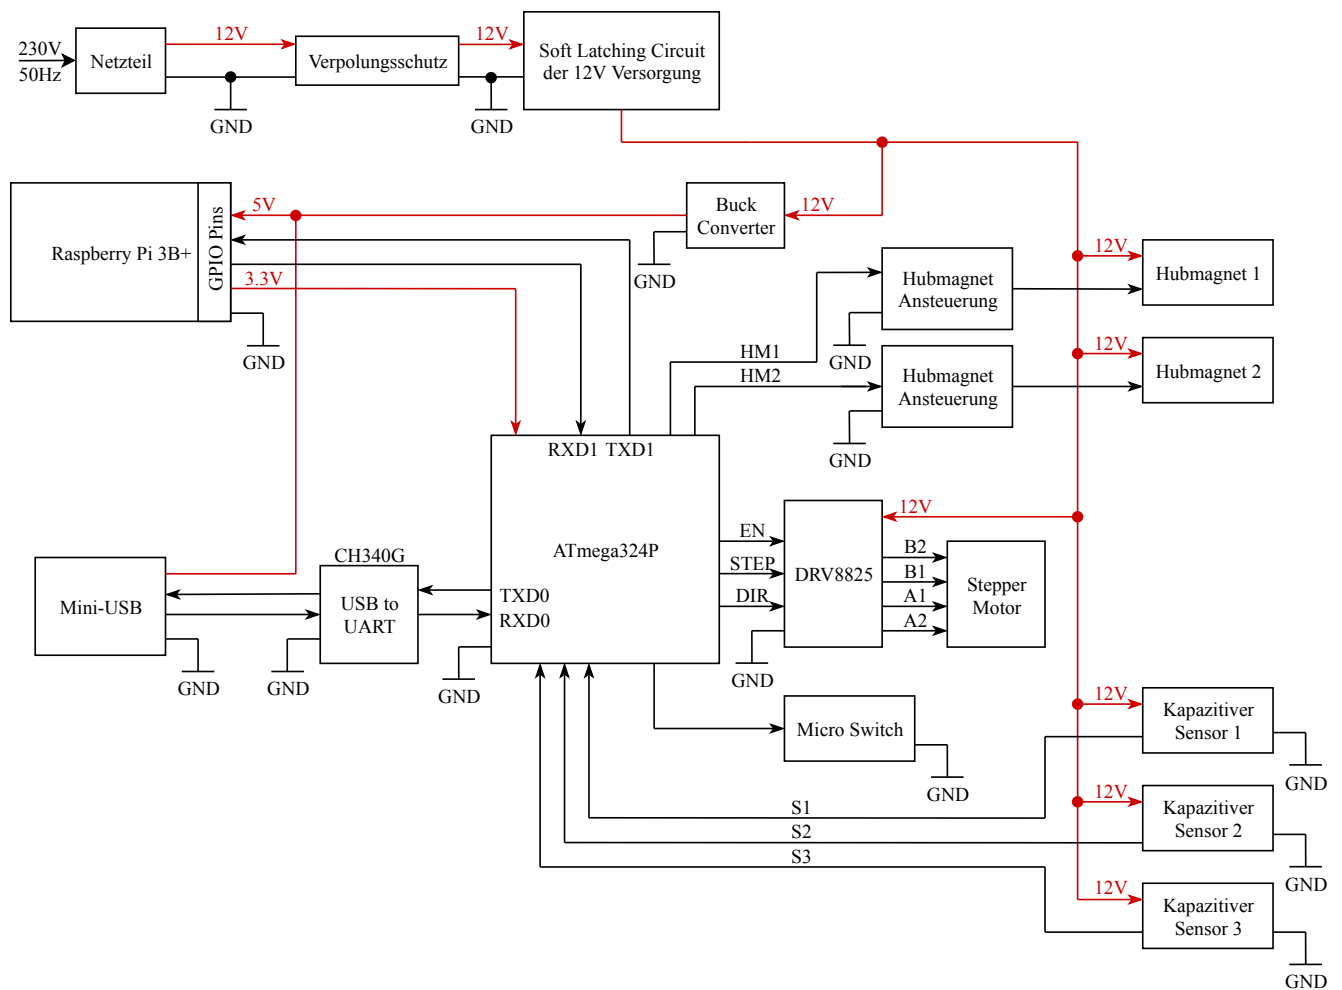 230V
50Hz
Netzteil
12V
GND
Verpolungsschutz
12V
GND
Soft Latching Circuit
der 12V Versorgung
Raspberry Pi 3B+
GPIO Pins
5V
3.3V
GND
Buck
Converter
12V
GND
HM1
HM2
Hubmagnet
Ansteuerung
GND
Hubmagnet
Ansteuerung
GND
12V
Hubmagnet 1
12V
Hubmagnet 2
RXD1 TXD1
ATmega324P
TXD0
RXD0
GND
EN
STEP
DIR
GND
DRV8825
12V
B2
B1
A1
A2
Stepper
Motor
Mini-USB
GND
CH340G
USB to
UART
GND
Micro Switch
GND
S1
S2
S3
12V
Kapazitiver
Sensor 1
GND
12V
Kapazitiver
Sensor 2
GND
12V
Kapazitiver
Sensor 3
GND